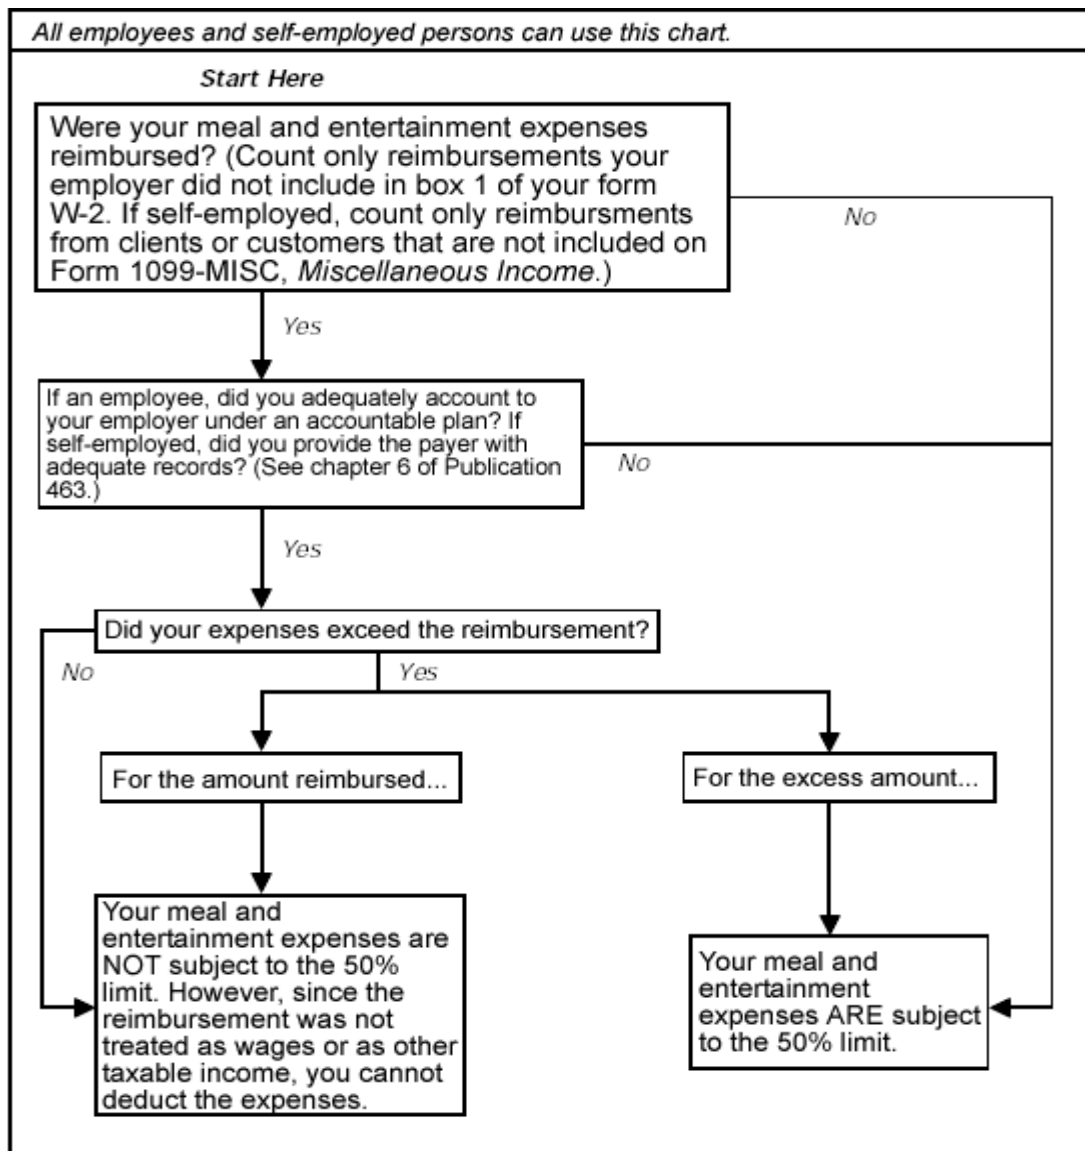 All employees and self-employed persons can use this chart.
Start Here
Were your meal and entertainment expenses
reimbursed? (Count only reimbursements your
employer did not include in box 1 of your form
W-2. If self-employed, count only reimbursments
from clients or customers that are not included on
Form 1099-MISC, Miscellaneous Income.)
No
Yes
If an employee, did you adequately account to
your employer under an accountable plan? If
self-employed, did you provide the payer with
adequate records? (See chapter 6 of Publication
463.)
No
Yes
Did your expenses exceed the reimbursement?
No
Yes
For the amount reimbursed...
For the excess amount...
Your meal and
entertainment expenses are
NOT subject to the 50%
limit. However, since the
reimbursement was not
treated as wages or as other
taxable income, you cannot
deduct the expenses.
Your meal and
entertainment
expenses ARE subject
to the 50% limit.